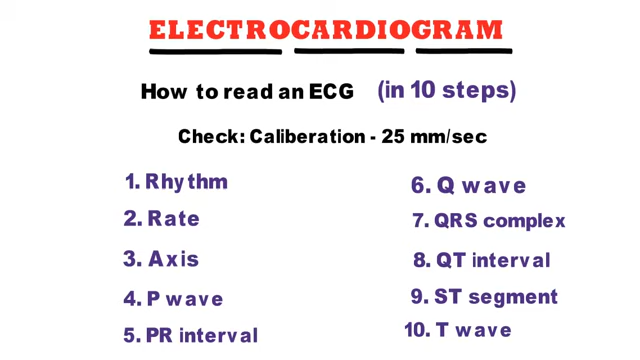 ELECTROCARDIOGRAM
How to read an ECG (in 10 steps)
Check: Caliberation - 25 mm/sec
1. Rhythm
2. Rate
3. Axis
4. P wave
5. PR interval
6. Q wave
7. QRS complex
8. QT interval
9. ST segment
10. T wave